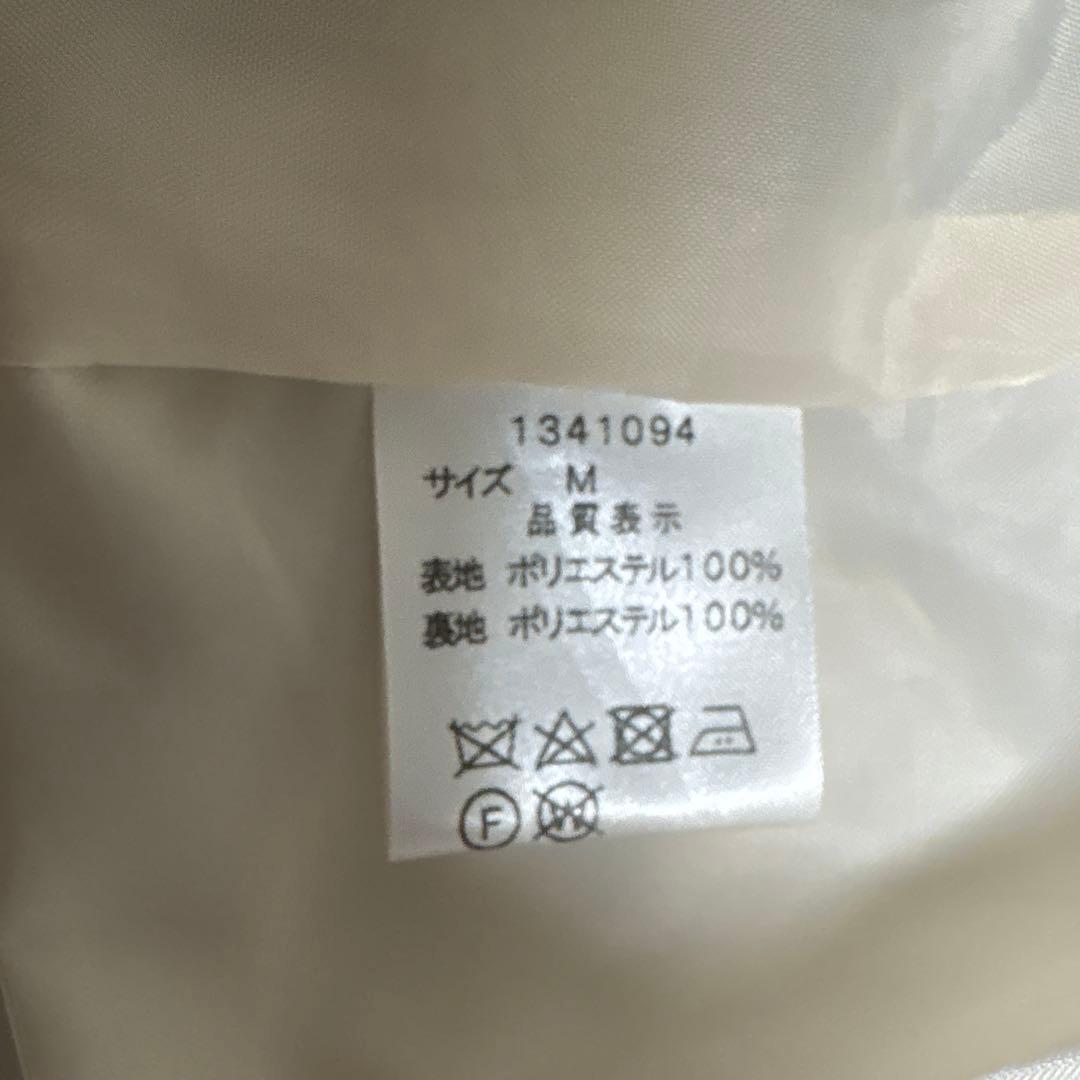 1341094
サイズ M
品質表示
表地 ポリエステル100%
裏地 ポリエステル100%
F W